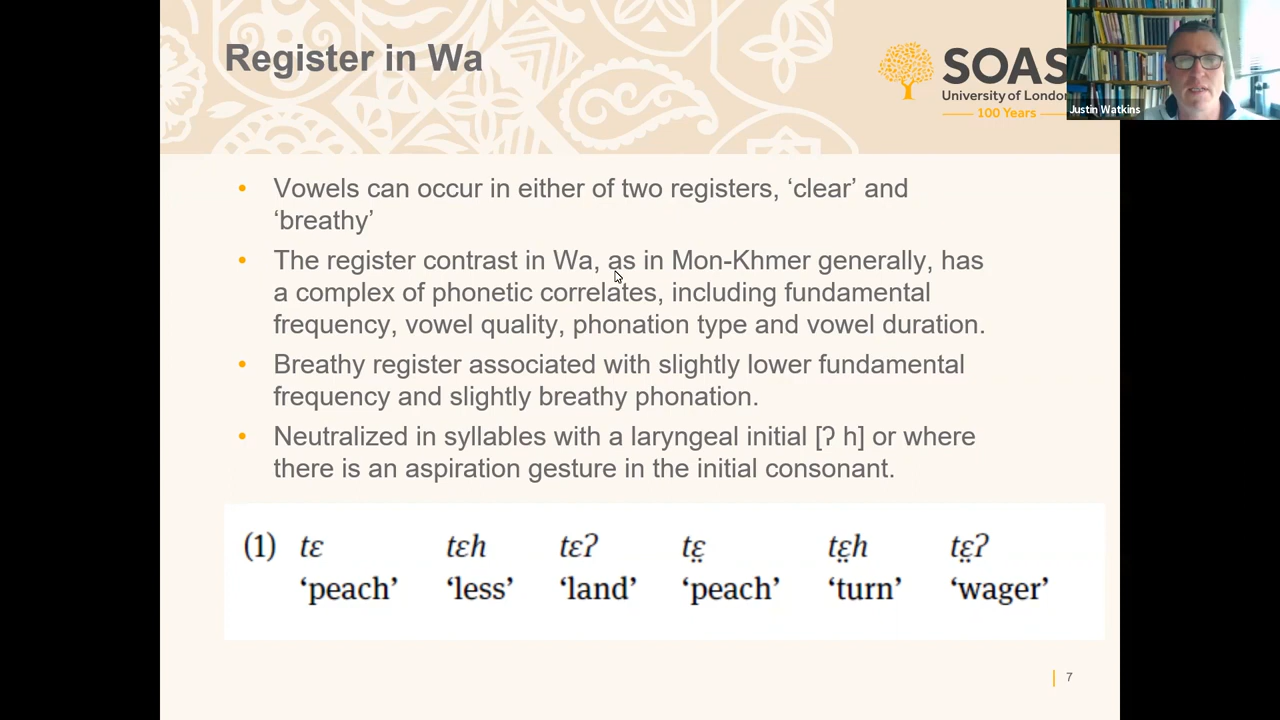 Register in Wa
SOAS
University of London
100 Years
Justin Watkins
• Vowels can occur in either of two registers, ‘clear’ and
‘breathy’
• The register contrast in Wa, as in Mon-Khmer generally, has
a complex of phonetic correlates, including fundamental
frequency, vowel quality, phonation type and vowel duration.
• Breathy register associated with slightly lower fundamental
frequency and slightly breathy phonation.
• Neutralized in syllables with a laryngeal initial [ʔ h] or where
there is an aspiration gesture in the initial consonant.
(1) tɛ tɛh tɛʔ tɛ̤ tɛ̤h tɛ̤ʔ
‘peach’ ‘less’ ‘land’ ‘peach’ ‘turn’ ‘wager’
7